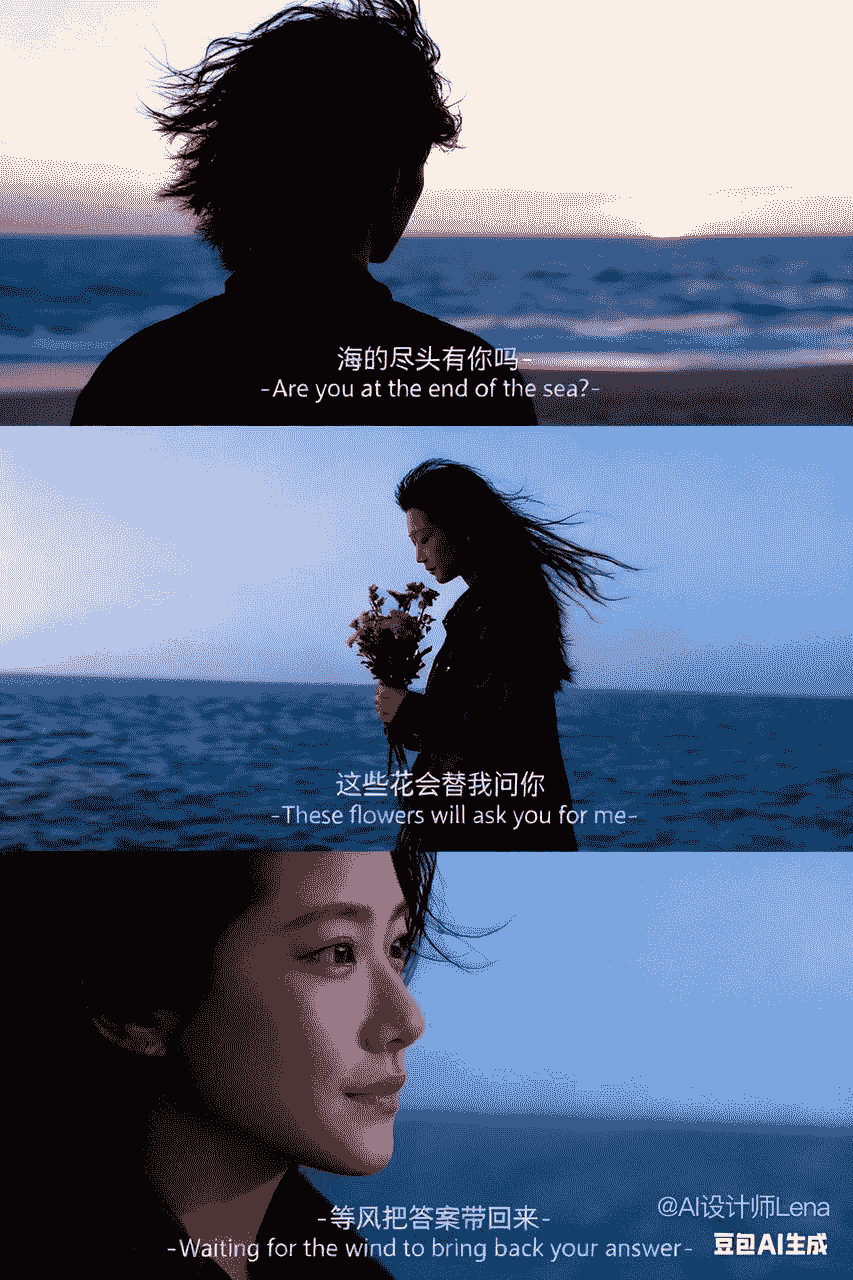 海的尽头有你吗-
-Are you at the end of the sea?-
这些花会替我问你
-These flowers will ask you for me-
-等风把答案带回来-
-Waiting for the wind to bring back your answer-
@AI设计师Lena
豆包AI生成